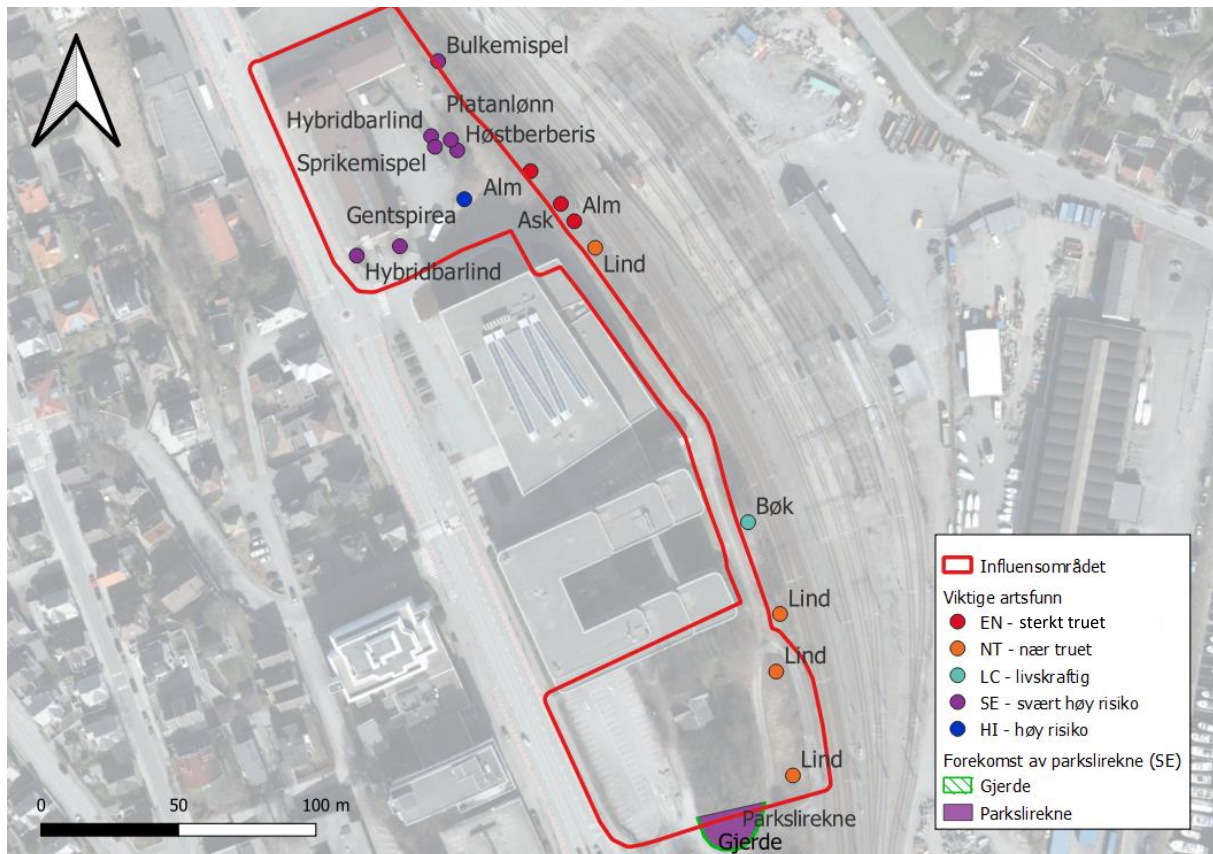 Bulkemispel
Platanlønn
Hybridbarlind
Høstberberis
Sprikemispel
Alm
Gentspirea
Ask
Alm
Lind
Hybridbarlind
Bøk
Lind
Lind
Lind
Parkslirekne
Gjerde
0 50 100 m
Influensområdet
Viktige artsfunn
EN - sterkt truet
NT - nær truet
LC - livskraftig
SE - svært høy risiko
HI - høy risiko
Forekomst av parkslirekne (SE)
Gjerde
Parkslirekne